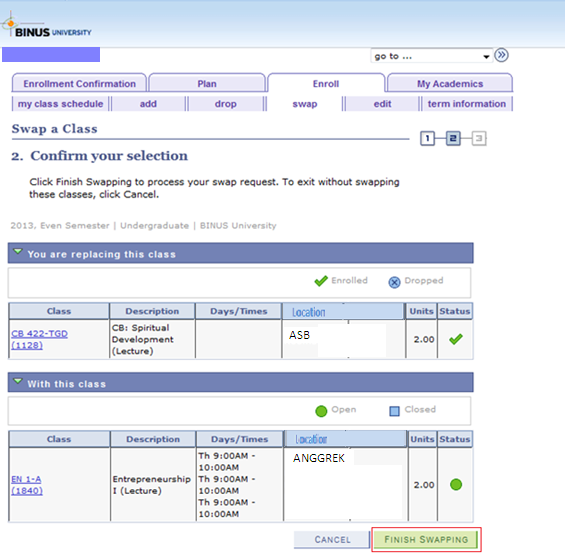 BINUS UNIVERSITY
go to ...
Enrollment Confirmation Plan Enroll My Academics
my class schedule add drop swap edit term information
Swap a Class
1 2 3
2. Confirm your selection
Click Finish Swapping to process your swap request. To exit without swapping
these classes, click Cancel.
2013, Even Semester | Undergraduate | BINUS University
You are replacing this class
Enrolled Dropped
Class Description Days/Times Location Units Status
CB 422-TGD
(1128)
CB: Spiritual
Development
(Lecture)
ASB
2.00
With this class
Open Closed
Class Description Days/Times Location Units Status
EN 1-A
(1840)
Entrepreneurship
I (Lecture)
Th 9:00AM -
10:00AM
Th 9:00AM -
10:00AM
Th 9:00AM -
10:00AM
ANGGREK
2.00
CANCEL FINISH SWAPPING